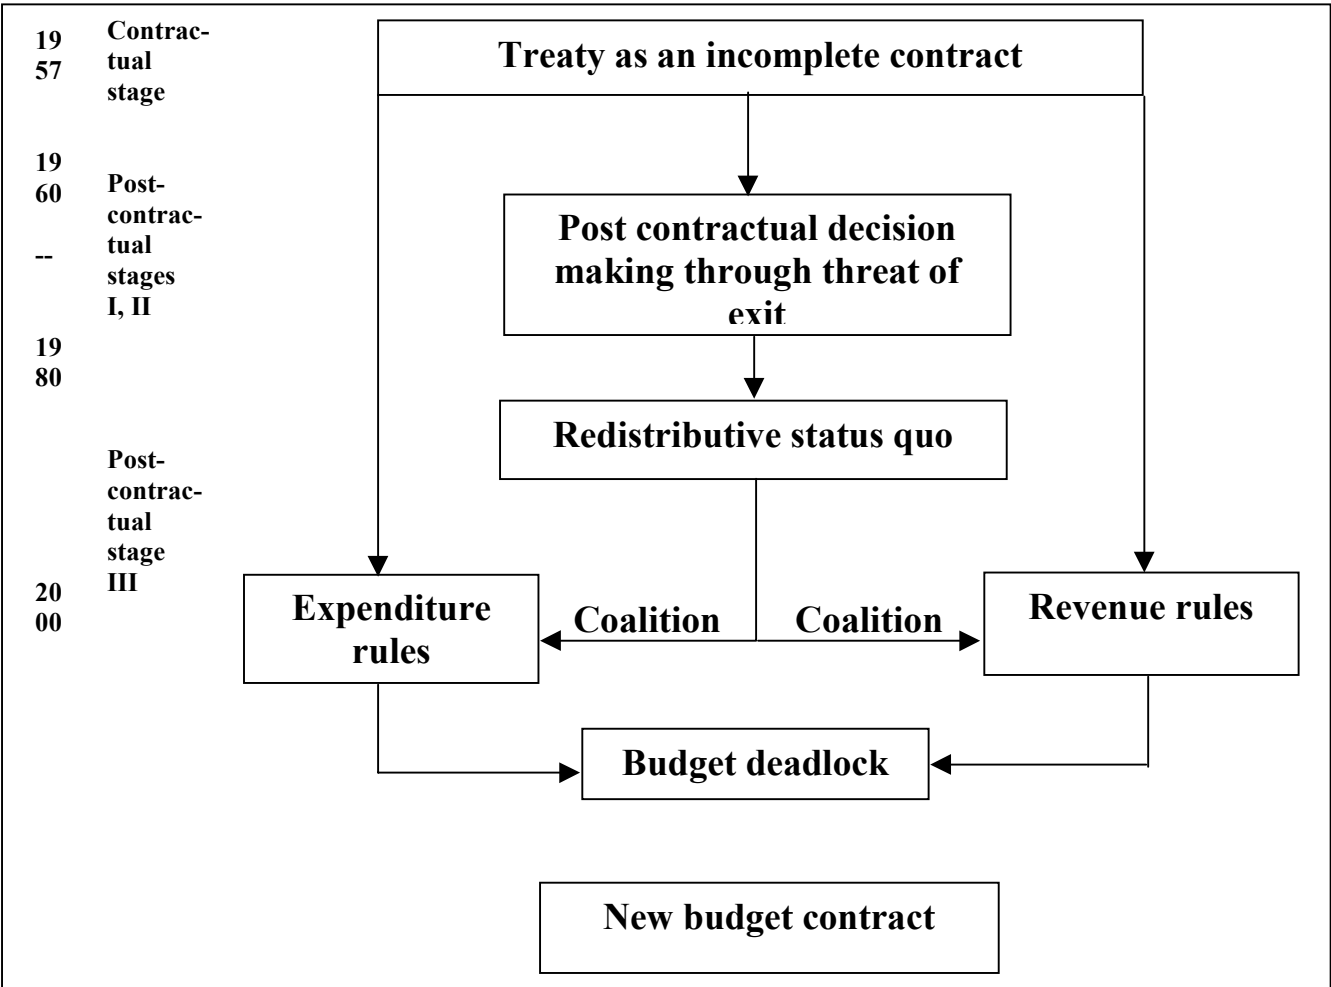 19
57
Contrac-
tual
stage
Treaty as an incomplete contract
19
60
--
19
80
Post-
contrac-
tual
stages
I, II
Post contractual decision
making through threat of
exit
Redistributive status quo
Post-
contrac-
tual
stage
III
20
00
Expenditure
rules
Coalition
Coalition
Revenue rules
Budget deadlock
New budget contract